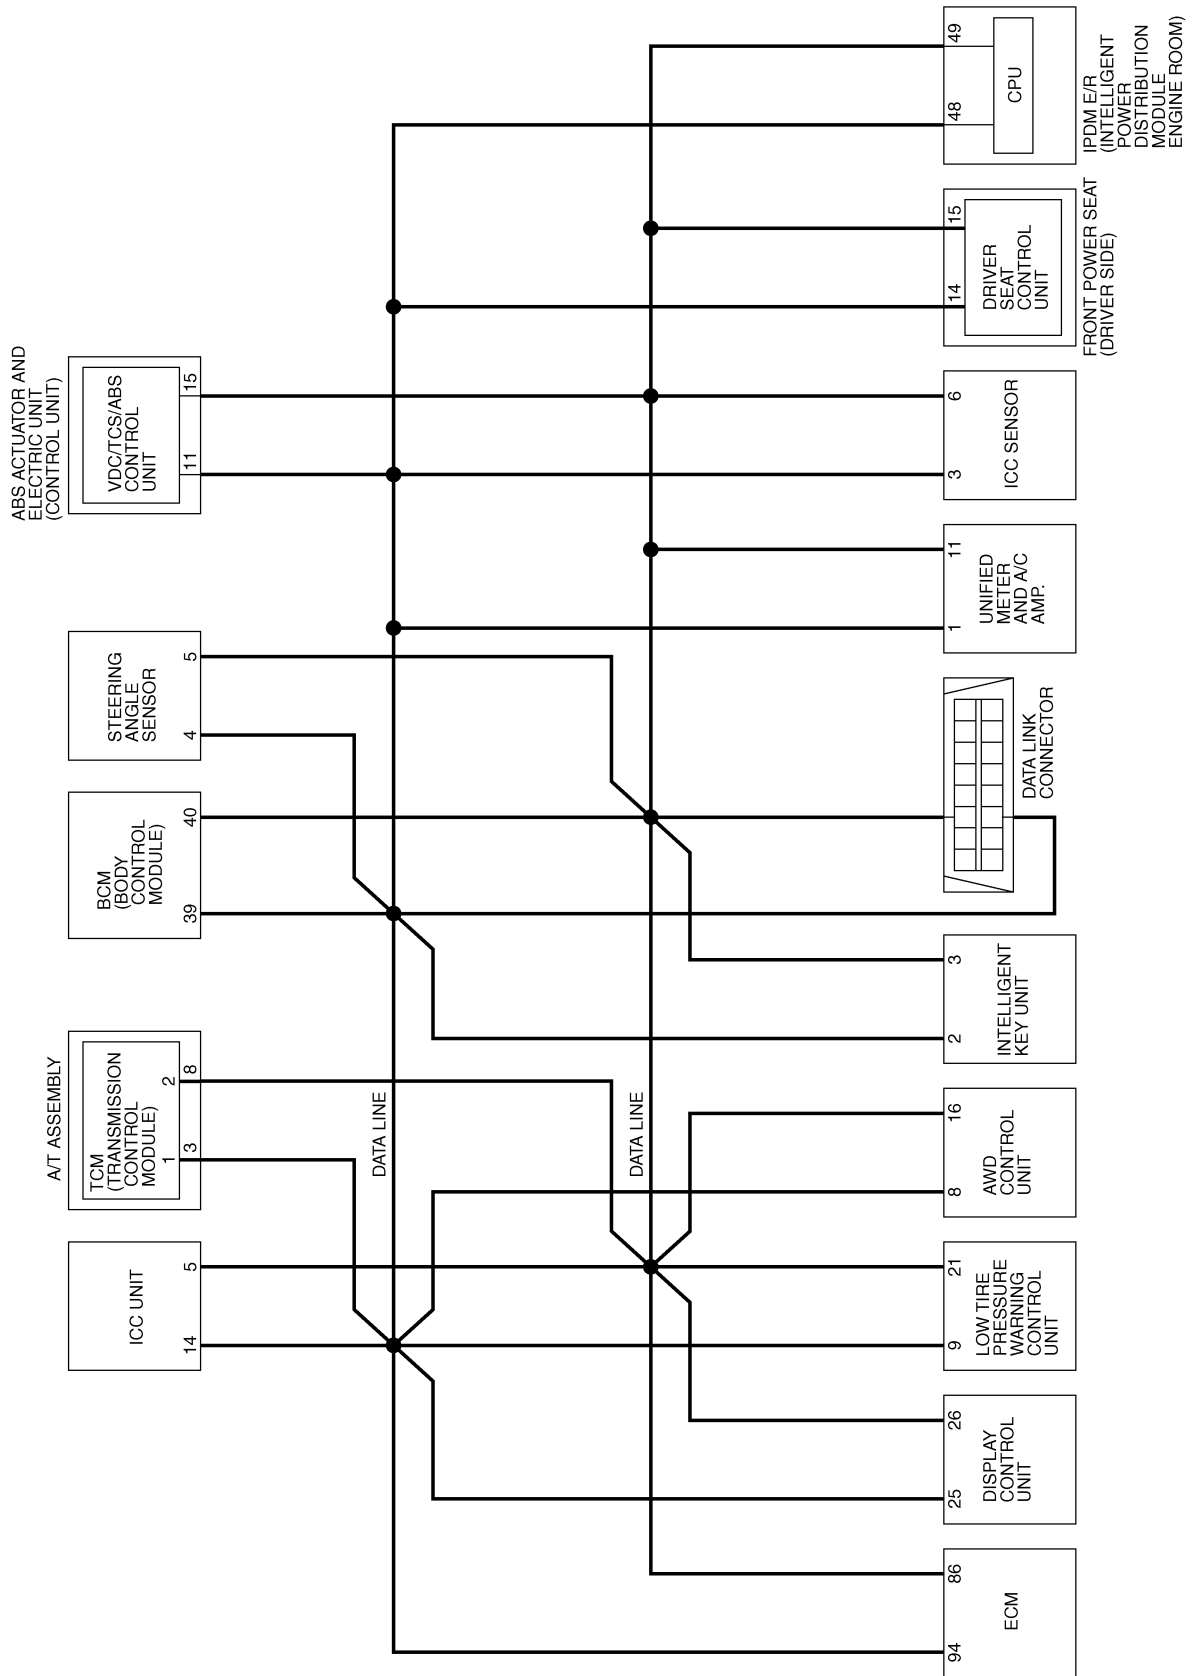 ABS ACTUATOR AND
ELECTRIC UNIT
(CONTROL UNIT)
A/T ASSEMBLY
ICC UNIT
14
5
TCM
(TRANSMISSION
CONTROL
MODULE)
1
2
3
8
BCM
(BODY
CONTROL
MODULE)
39
40
STEERING
ANGLE
SENSOR
4
5
VDC/TCS/ABS
CONTROL
UNIT
11
15
DATA LINE
DATA LINE
94
86
ECM
25
26
DISPLAY
CONTROL
UNIT
9
21
LOW TIRE
PRESSURE
WARNING
CONTROL
UNIT
8
16
AWD
CONTROL
UNIT
2
3
INTELLIGENT
KEY UNIT
DATA LINK
CONNECTOR
1
11
UNIFIED
METER
AND A/C
AMP.
3
6
ICC SENSOR
14
15
DRIVER
SEAT
CONTROL
UNIT
FRONT POWER SEAT
(DRIVER SIDE)
48
49
CPU
IPDM E/R
(INTELLIGENT
POWER
DISTRIBUTION
MODULE
ENGINE ROOM)